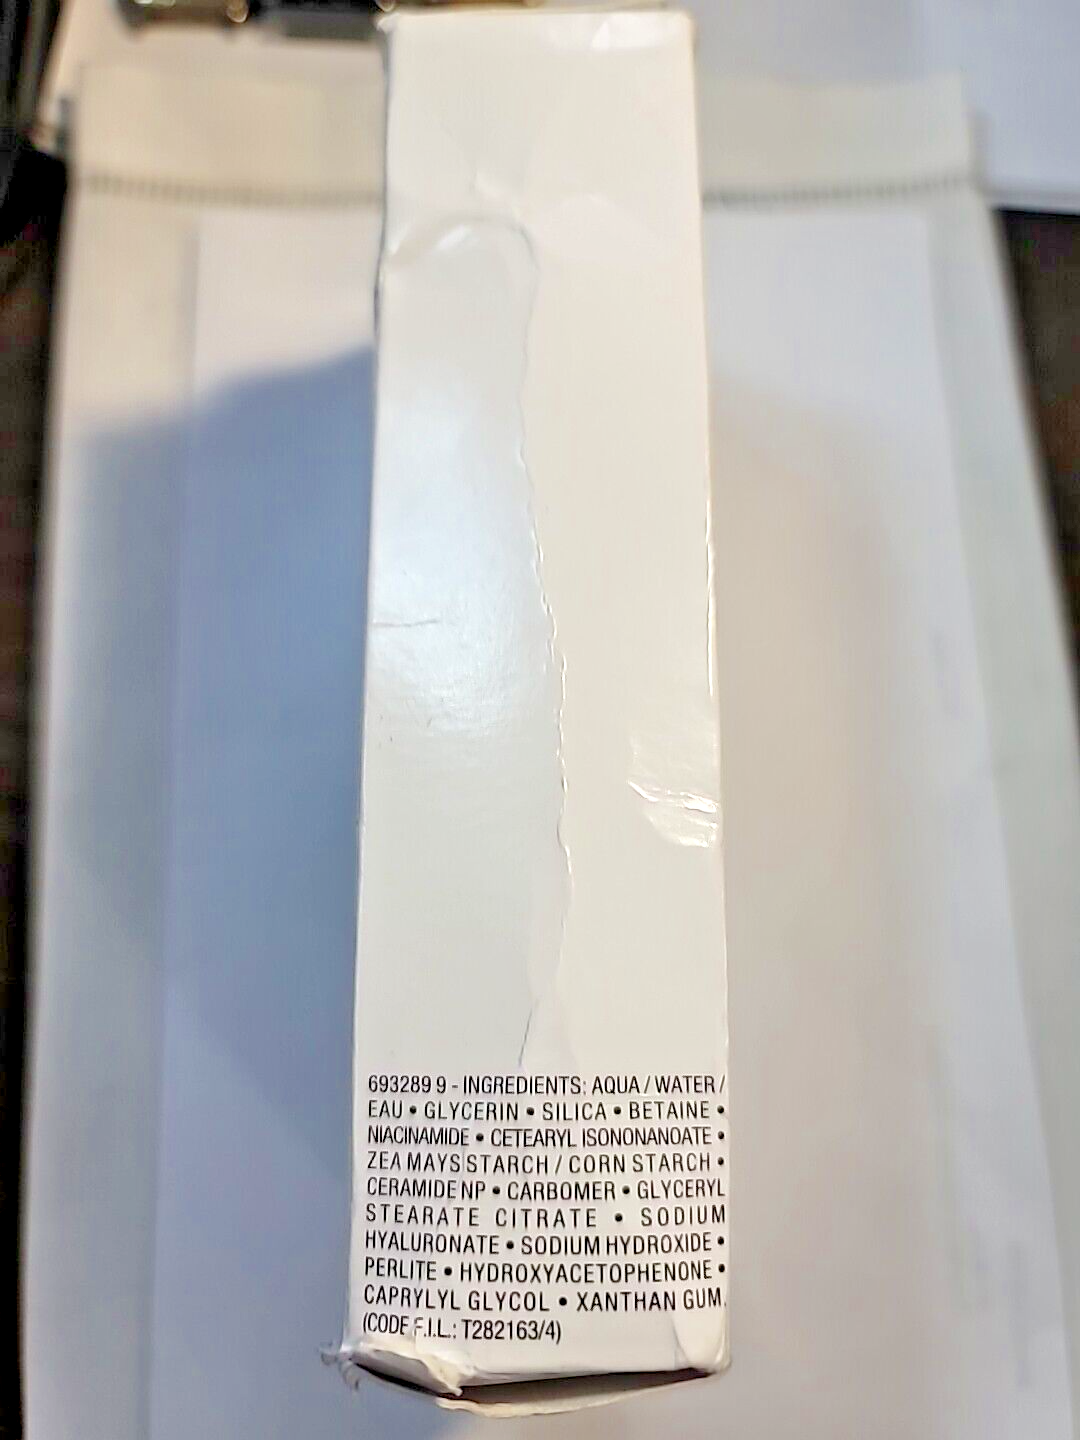 693289 9 - INGREDIENTS: AQUA / WATER /
EAU • GLYCERIN • SILICA • BETAINE •
NIACINAMIDE • CETEARYL ISONONANOATE •
ZEA MAYS STARCH / CORN STARCH •
CERAMIDE NP • CARBOMER • GLYCERYL
STEARATE CITRATE • SODIUM
HYALURONATE • SODIUM HYDROXIDE •
PERLITE • HYDROXYACETOPHENONE •
CAPRYLYL GLYCOL • XANTHAN GUM.
(CODE F.I.L.: T282163/4)